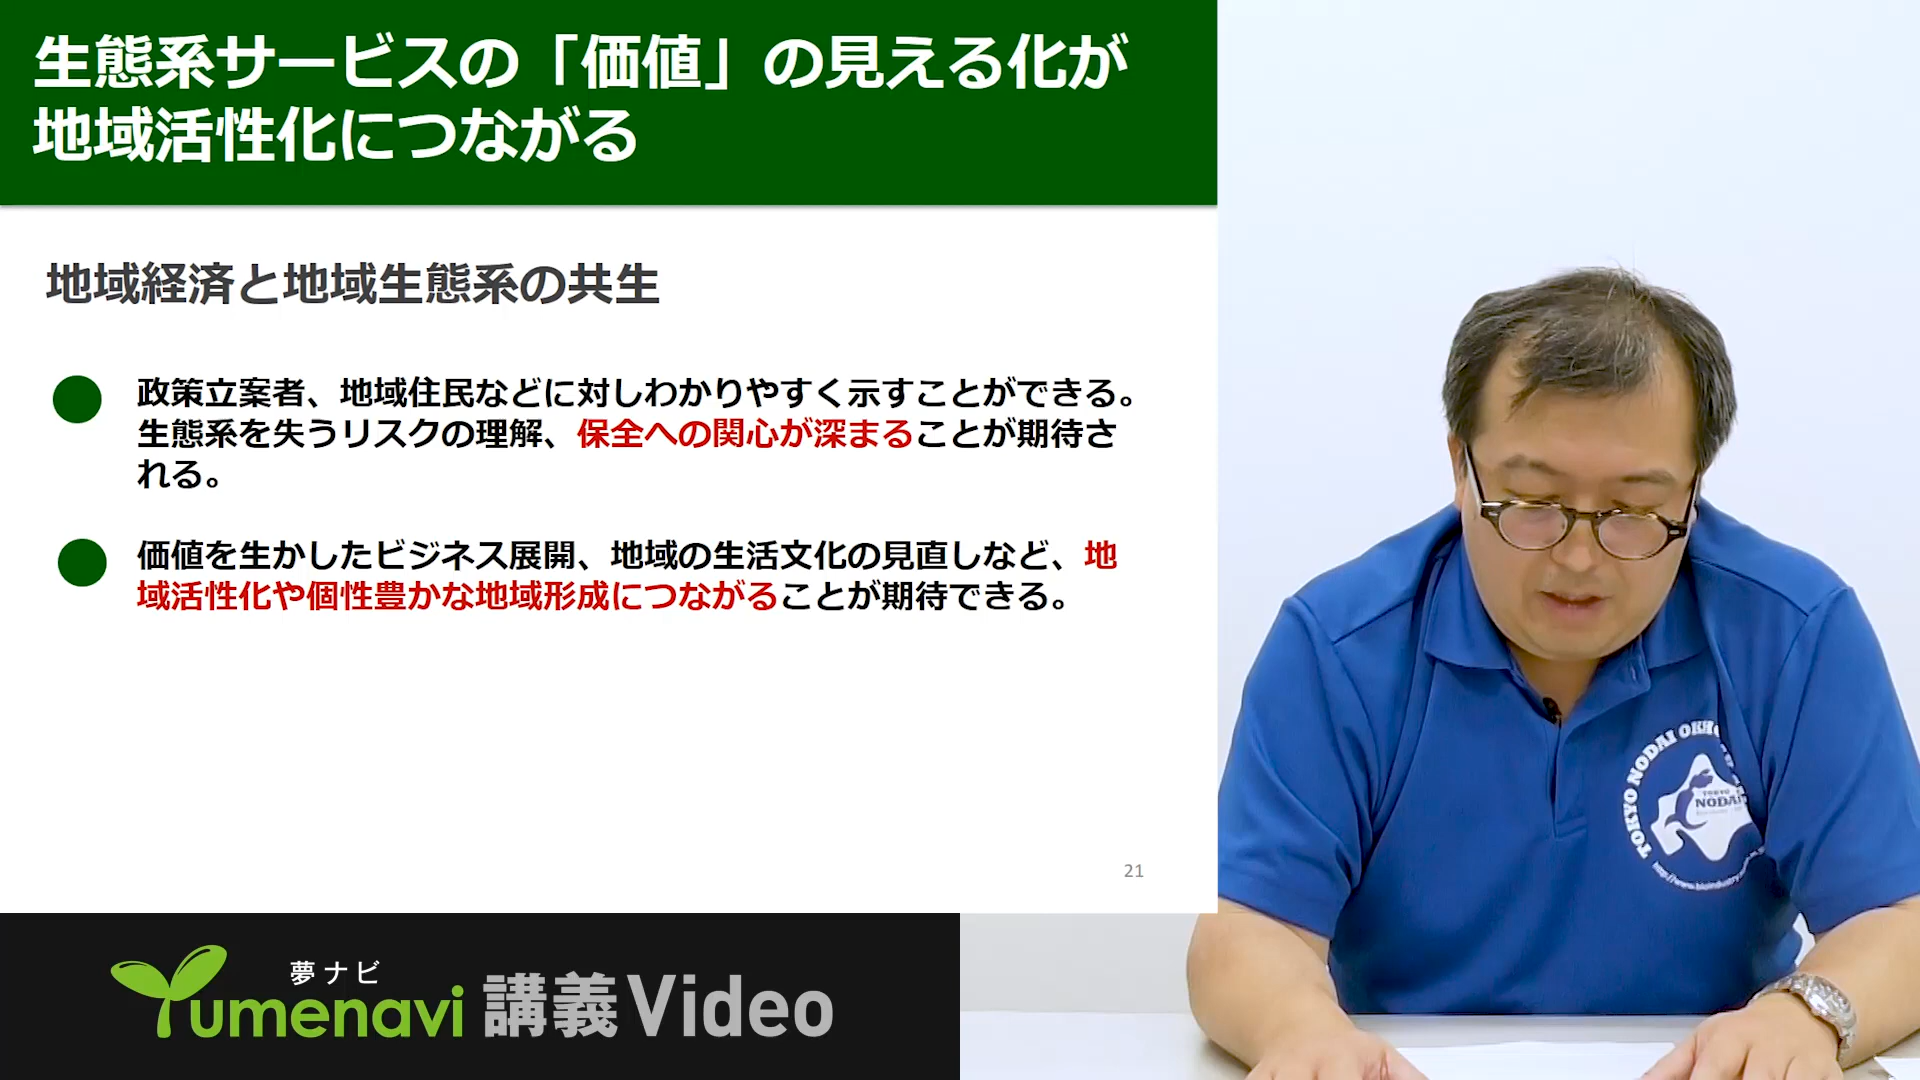 生態系サービスの「価値」の見える化が
地域活性化につながる
地域経済と地域生態系の共生
政策立案者、地域住民などに対しわかりやすく示すことができる。
生態系を失うリスクの理解、保全への関心が深まることが期待さ
れる。
価値を生かしたビジネス展開、地域の生活文化の見直しなど、地
域活性化や個性豊かな地域形成につながることが期待できる。
21
夢ナビ
Yumenavi 講義Video
TOKYO NODAI
TOKYO
NODAI